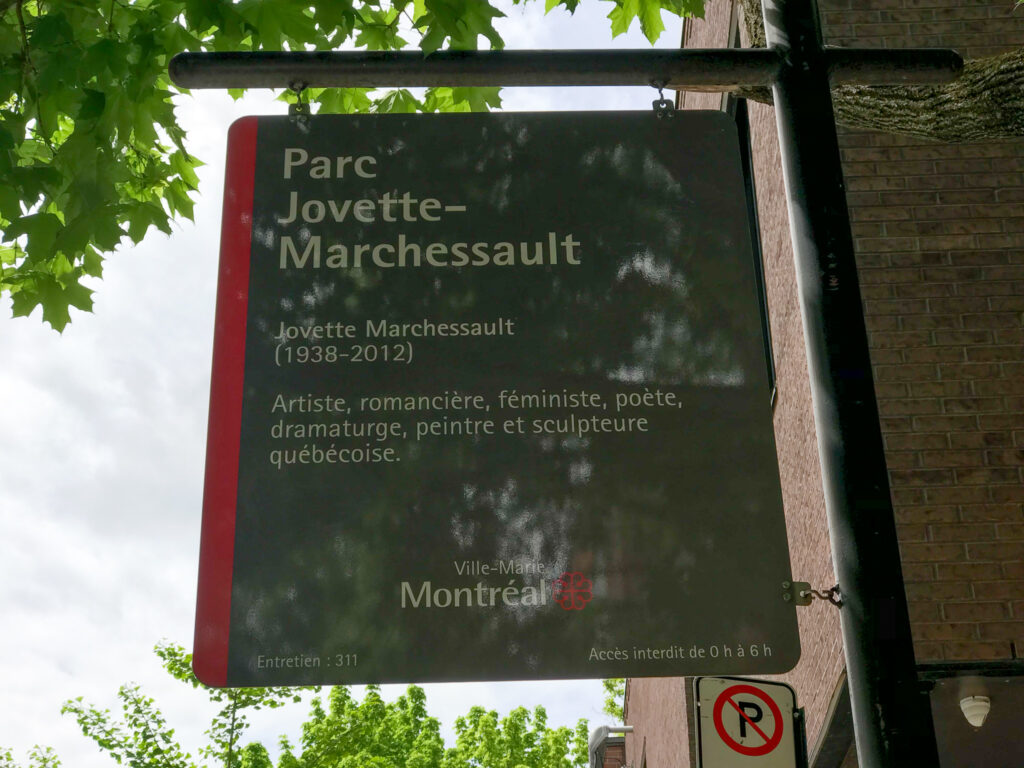 Parc
Jovette-
Marchessault
Jovette Marchessault
(1938-2012)
Artiste, romancière, féministe, poète,
dramaturge, peintre et sculpteure
québécoise.
Ville-Marie
Montréal
Entretien : 311
Accès interdit de 0 h à 6 h
P